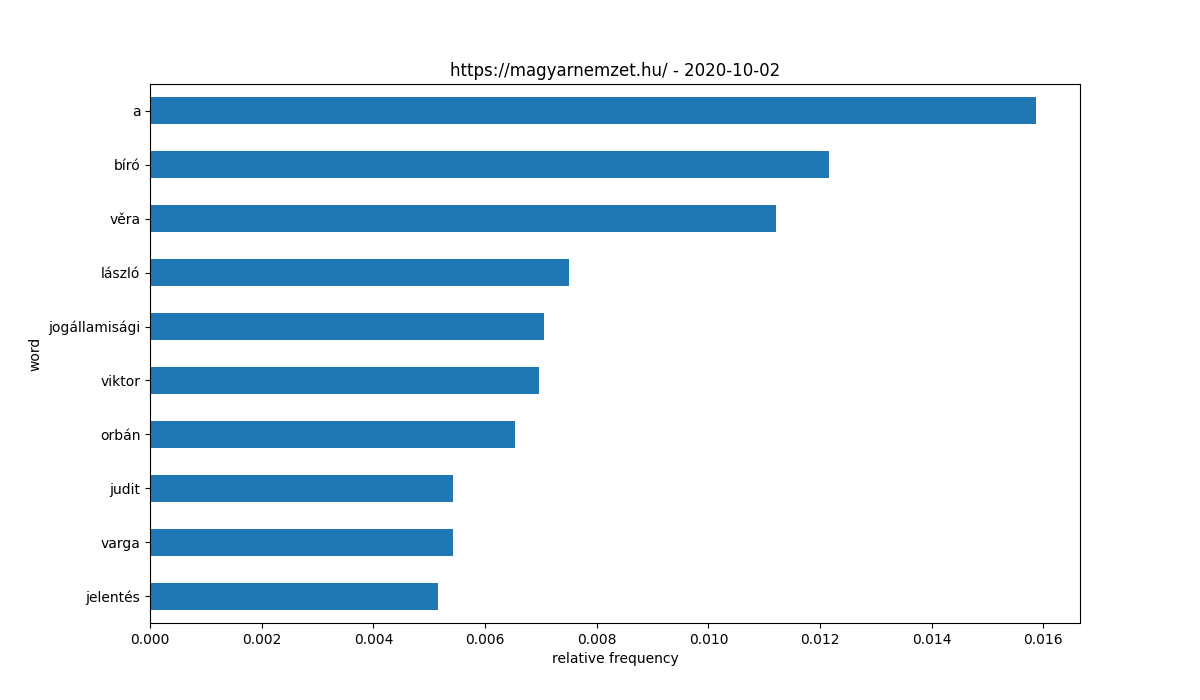 https://magyarnemzet.hu/ - 2020-10-02
a
bíró
věra
lászló
jogállamisági
viktor
orbán
judit
varga
jelentés
word
0.000 0.002 0.004 0.006 0.008 0.010 0.012 0.014 0.016
relative frequency